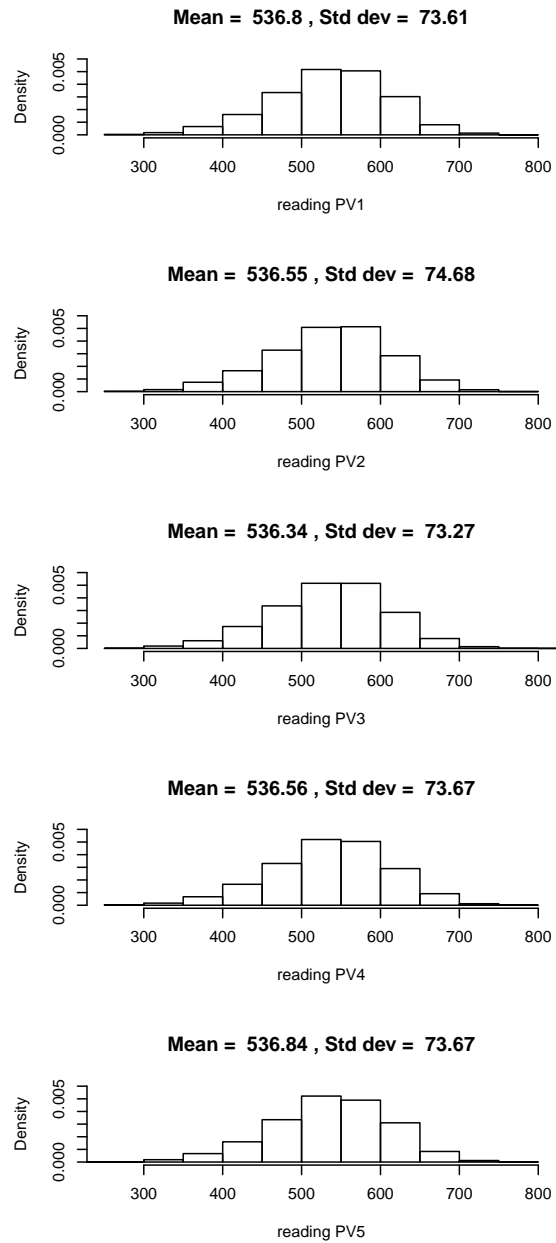 Mean =  536.8 , Std dev =  73.61
Density
0.000
0.005
300 400 500 600 700 800
reading PV1
Mean =  536.55 , Std dev =  74.68
Density
0.000
0.005
300 400 500 600 700 800
reading PV2
Mean =  536.34 , Std dev =  73.27
Density
0.000
0.005
300 400 500 600 700 800
reading PV3
Mean =  536.56 , Std dev =  73.67
Density
0.000
0.005
300 400 500 600 700 800
reading PV4
Mean =  536.84 , Std dev =  73.67
Density
0.000
0.005
300 400 500 600 700 800
reading PV5